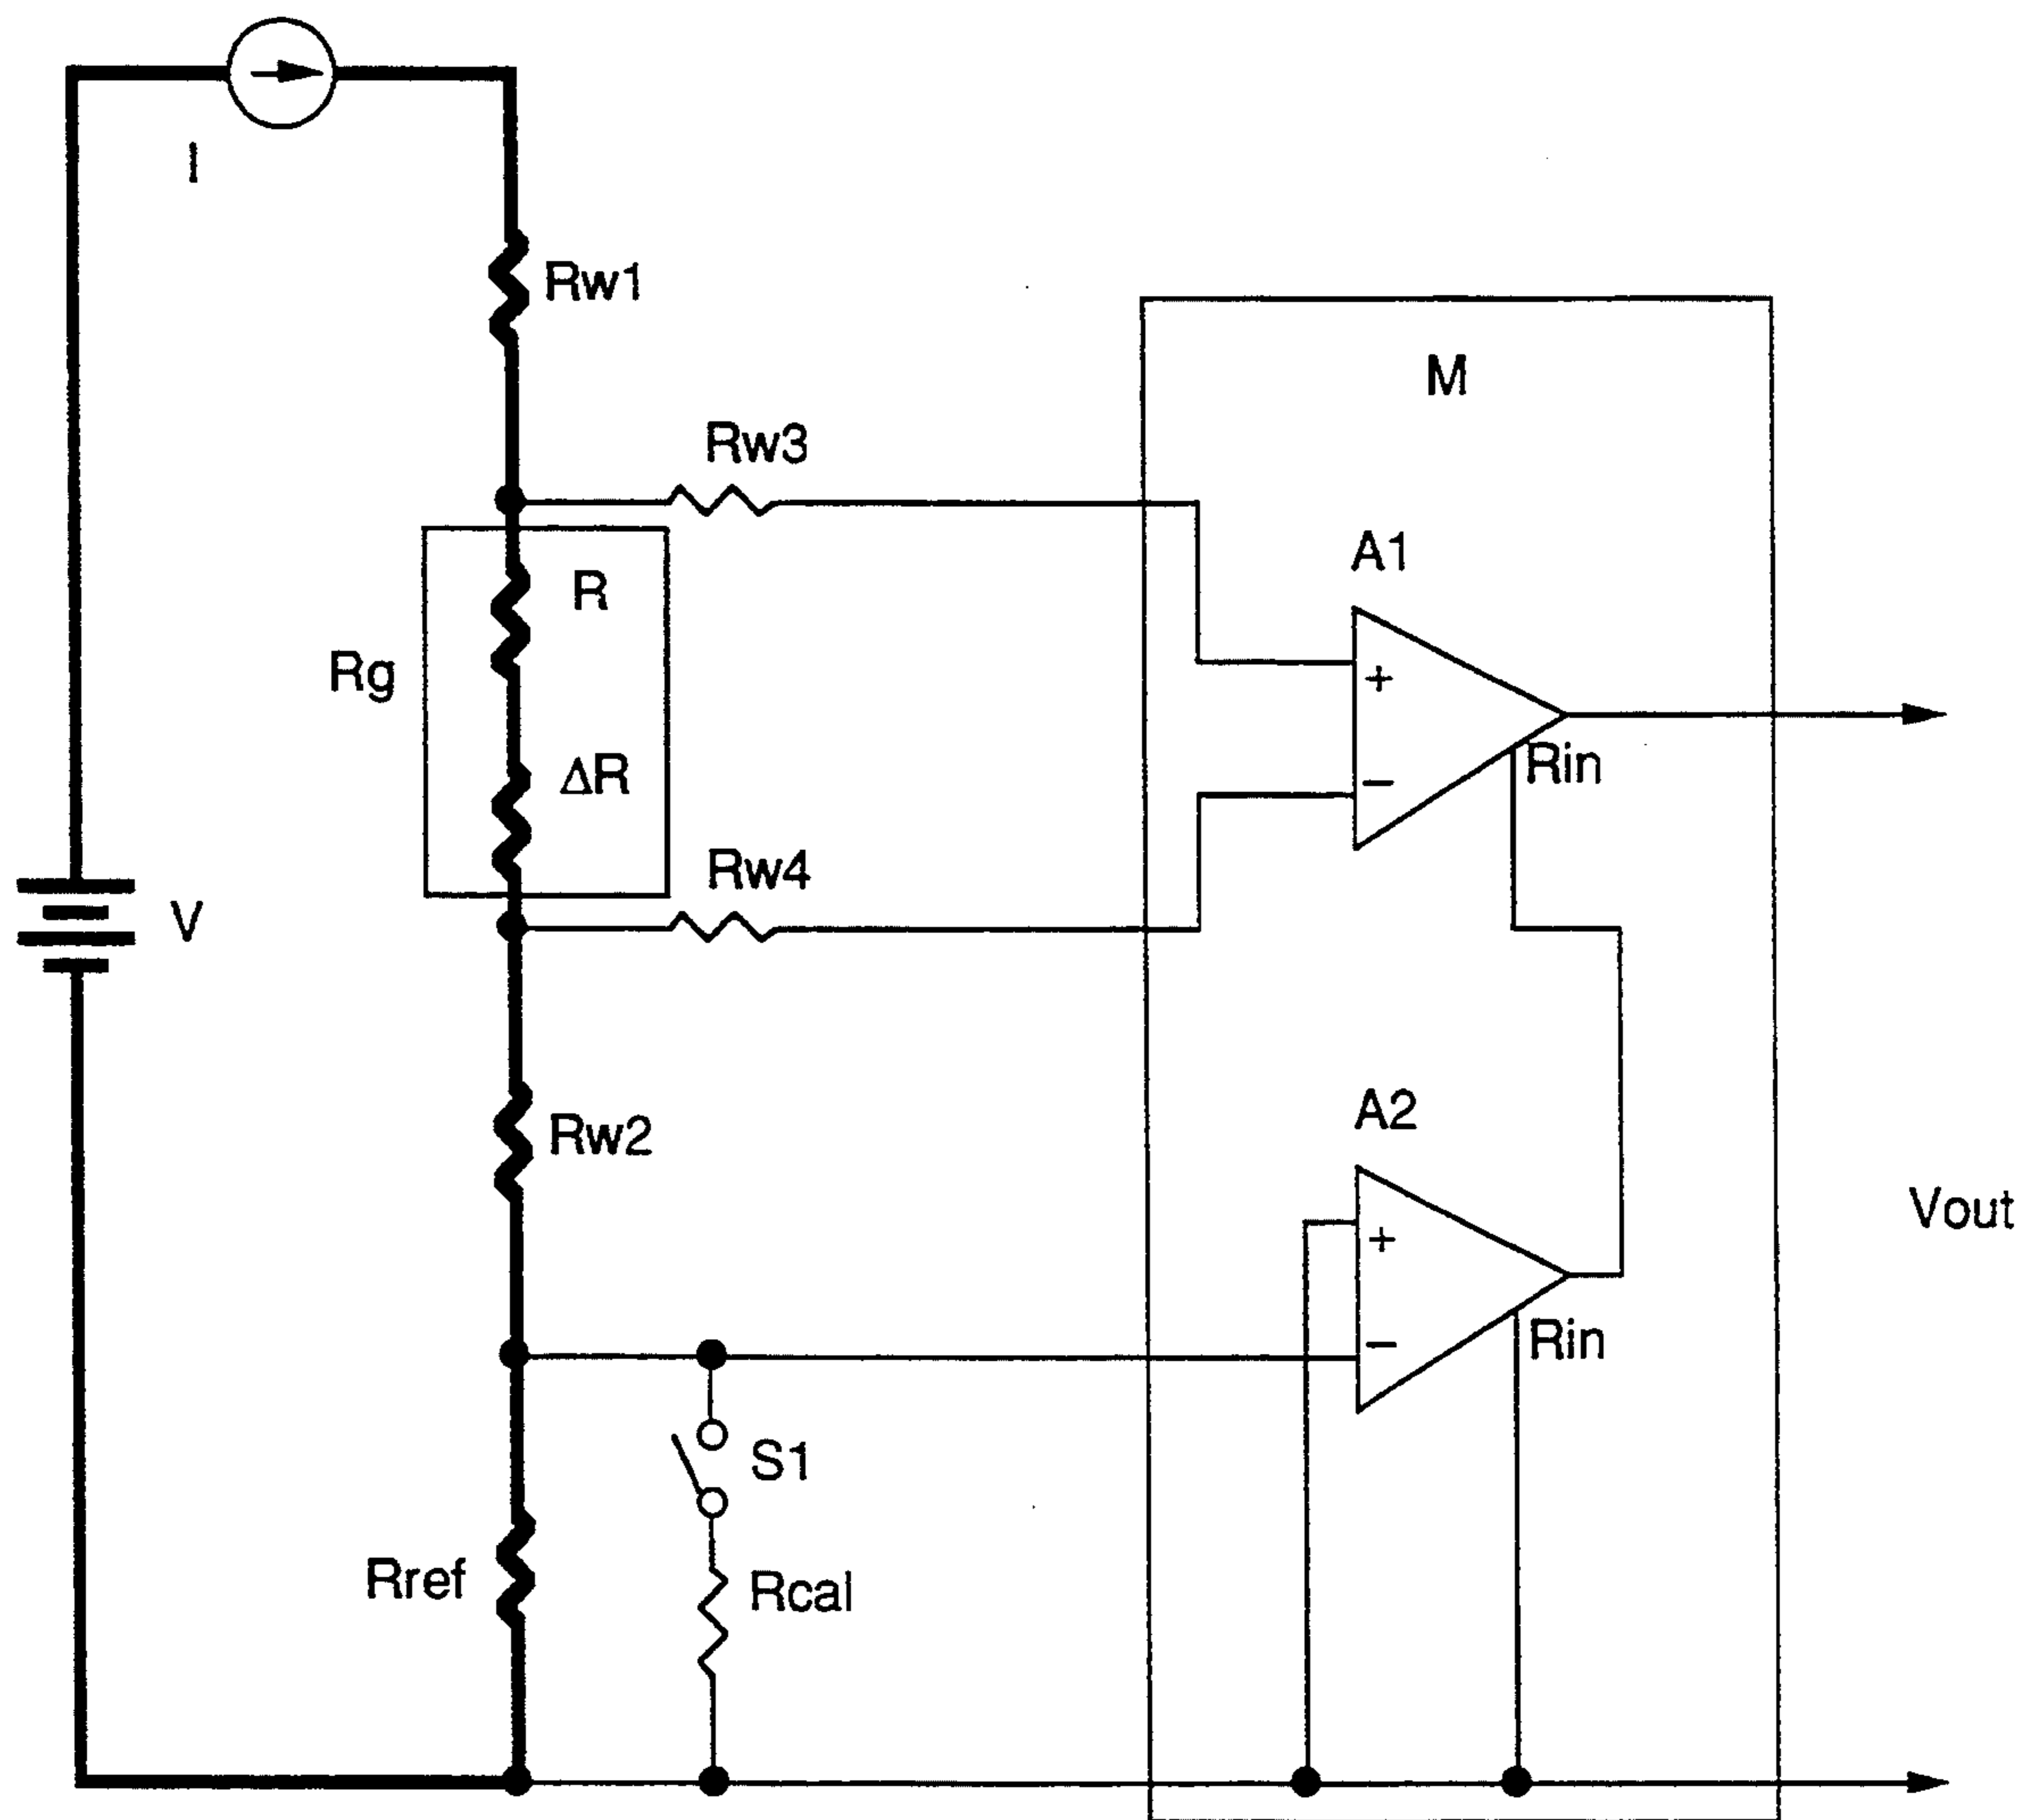 I
Rw1
M
Rw3
A1
R
+
Rg
Rin
ΔR
−
Rw4
V
A2
Rw2
Vout
+
Rin
−
S1
Rref
Rcal